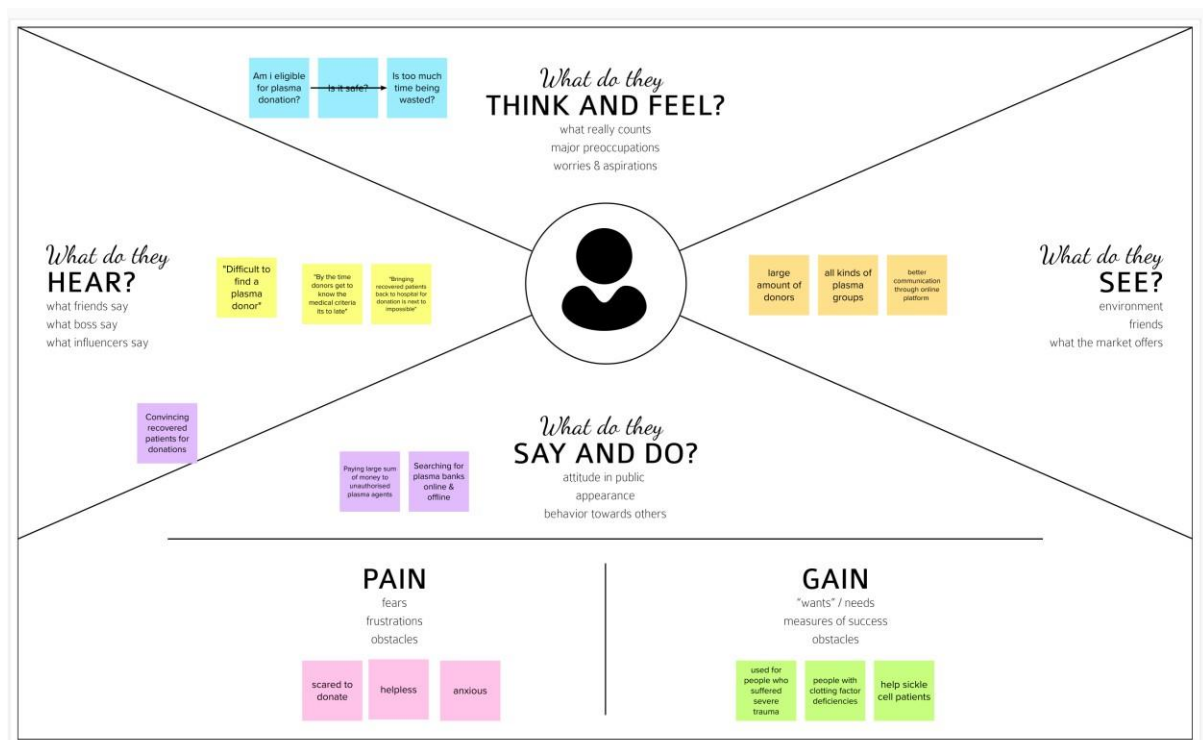 Am i eligible
for plasma
donation?
Is it safe?
Is too much
time being
wasted?
What do they
THINK AND FEEL?
what really counts
major preoccupations
worries & aspirations
What do they
HEAR?
what friends say
what boss say
what influencers say
"Difficult to
find a
plasma
donor"
"By the time
donors get to
know the
medical criteria
its to late"
"Bringing
recovered patients
back to hospital for
donation is next to
impossible"
large
amount of
donors
all kinds of
plasma
groups
better
communication
through online
platform
What do they
SEE?
environment
friends
what the market offers
Convincing
recovered
patients for
donations
Paying large sum
of money to
unauthorised
plasma agents
Searching for
plasma banks
online &
offline
What do they
SAY AND DO?
attitude in public
appearance
behavior towards others
PAIN
fears
frustrations
obstacles
scared to
donate
helpless
anxious
GAIN
"wants" / needs
measures of success
obstacles
used for
people who
suffered
severe
trauma
people with
clotting factor
deficiencies
help sickle
cell patients